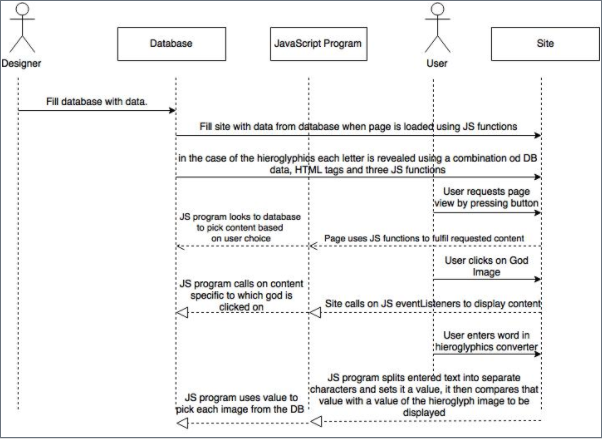 Designer
Database
JavaScript Program
User
Site
Fill database with data.
Fill site with data from database when page is loaded using JS functions
in the case of the hieroglyphics each letter is revealed using a combination od DB
data, HTML tags and three JS functions
User requests page
view by pressing button
JS program looks to database
to pick content based
on user choice
Page uses JS functions to fulfil requested content
User clicks on God
Image
JS program calls on content
specific to which god is
clicked on
Site calls on JS eventListeners to display content
User enters word in
hieroglyphics converter
JS program splits entered text into separate
characters and sets it a value, it then compares that
value with a value of the hieroglyph image to be
displayed
JS program uses value to
pick each image from the DB